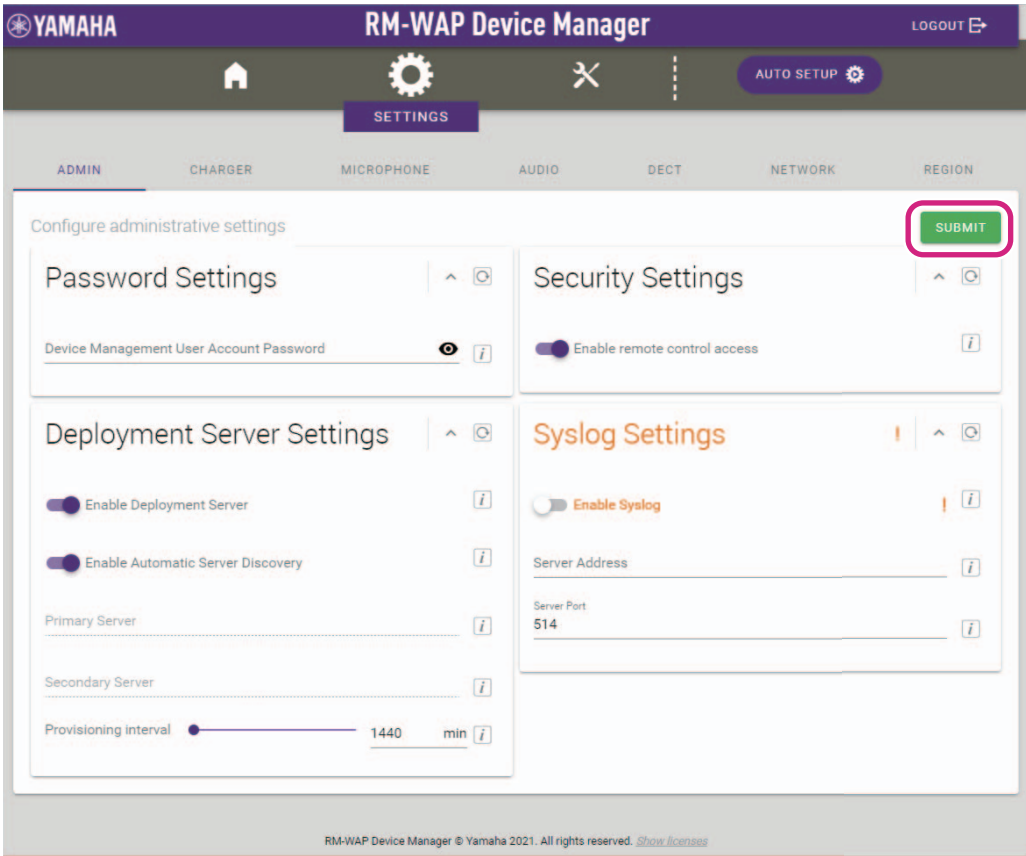 YAMAHA
RM-WAP Device Manager
LOGOUT
AUTO SETUP
SETTINGS
ADMIN
CHARGER
MICROPHONE
AUDIO
DECT
NETWORK
REGION
Configure administrative settings
SUBMIT
Password Settings
Device Management User Account Password
i
Security Settings
Enable remote control access
i
Deployment Server Settings
Enable Deployment Server
i
Enable Automatic Server Discovery
i
Primary Server
i
Secondary Server
i
Provisioning interval 1440 min i
Syslog Settings !
Enable Syslog ! i
Server Address
i
Server Port
514
i
RM-WAP Device Manager © Yamaha 2021. All rights reserved. Show licenses